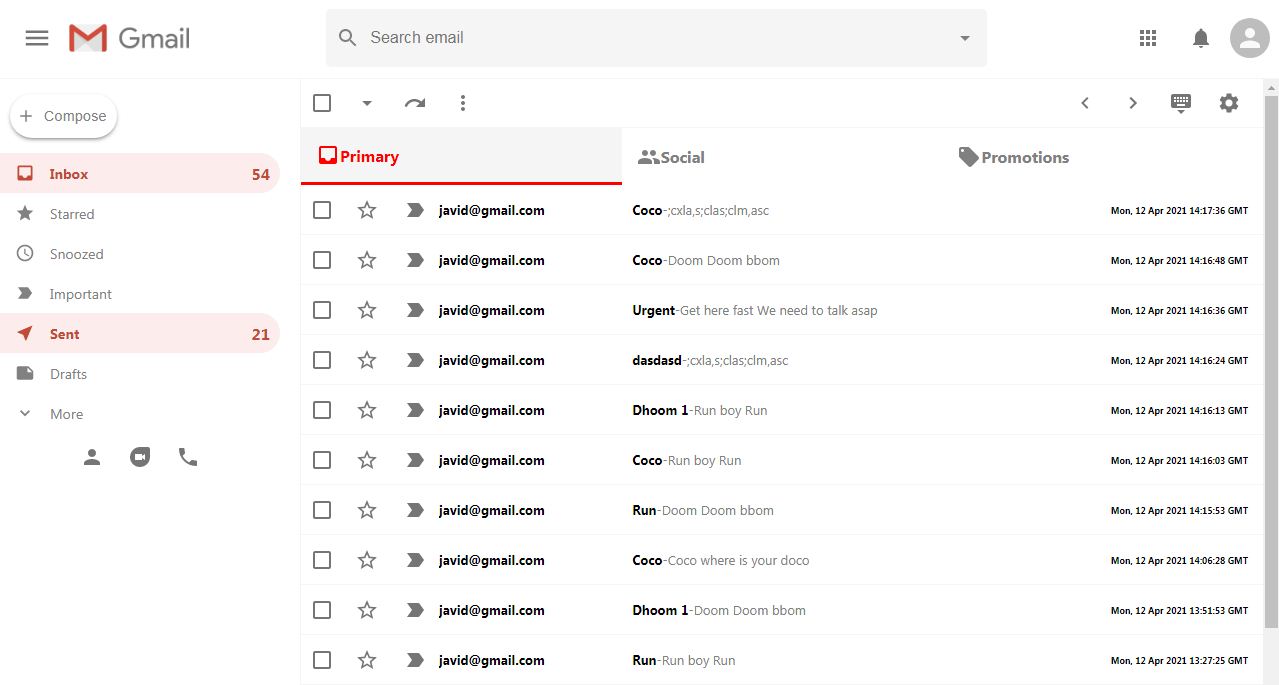 Gmail
Search email
Compose
Inbox 54
Starred
Snoozed
Important
Sent 21
Drafts
More
Primary Social Promotions
javid@gmail.com Coco-;cxla,s;clas;clm,asc Mon, 12 Apr 2021 14:17:36 GMT
javid@gmail.com Coco-Doom Doom bbom Mon, 12 Apr 2021 14:16:48 GMT
javid@gmail.com Urgent-Get here fast We need to talk asap Mon, 12 Apr 2021 14:16:36 GMT
javid@gmail.com dasdasd-;cxla,s;clas;clm,asc Mon, 12 Apr 2021 14:16:24 GMT
javid@gmail.com Dhoom 1-Run boy Run Mon, 12 Apr 2021 14:16:13 GMT
javid@gmail.com Coco-Run boy Run Mon, 12 Apr 2021 14:16:03 GMT
javid@gmail.com Run-Doom Doom bbom Mon, 12 Apr 2021 14:15:53 GMT
javid@gmail.com Coco-Coco where is your doco Mon, 12 Apr 2021 14:06:28 GMT
javid@gmail.com Dhoom 1-Doom Doom bbom Mon, 12 Apr 2021 13:51:53 GMT
javid@gmail.com Run-Run boy Run Mon, 12 Apr 2021 13:27:25 GMT